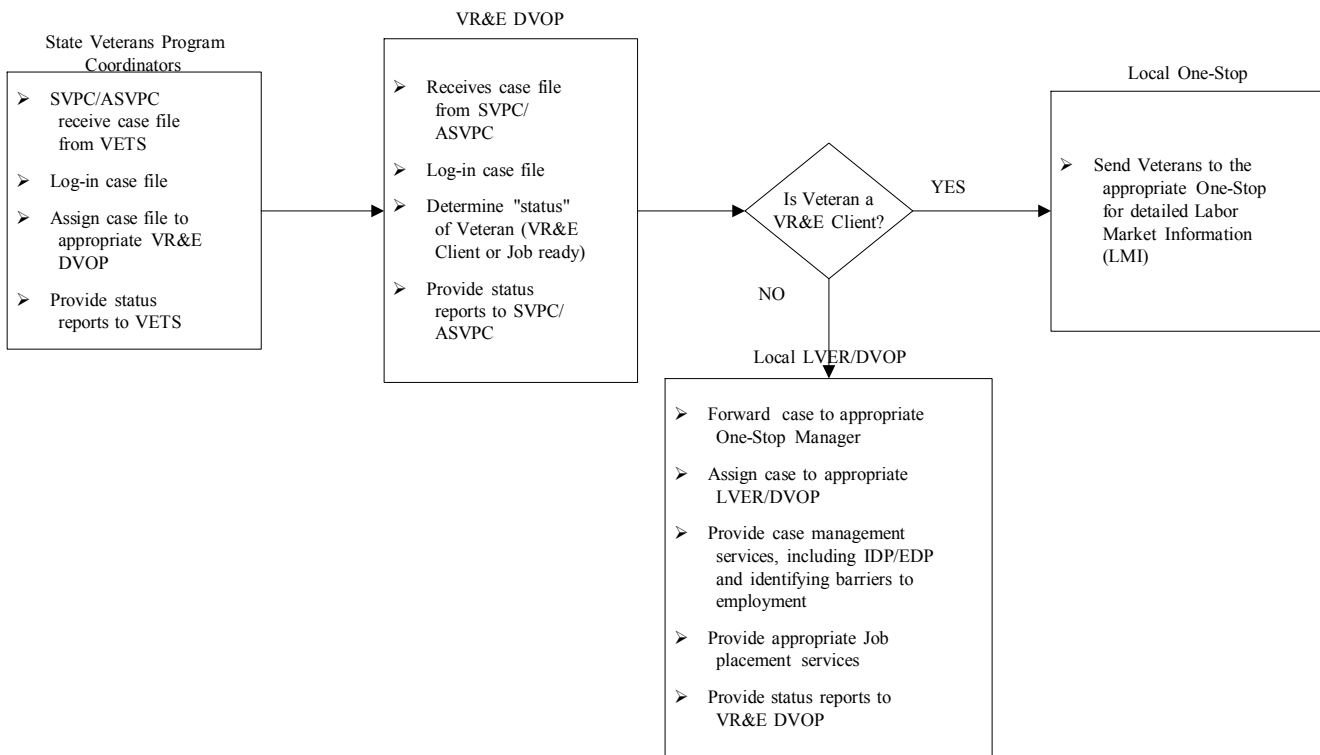 State Veterans Program
Coordinators
➢ SVPC/ASVPC
receive case file
from VETS
➢ Log-in case file
➢ Assign case file to
appropriate VR&E
DVOP
➢ Provide status
reports to VETS
VR&E DVOP
➢ Receives case file
from SVPC/
ASVPC
➢ Log-in case file
➢ Determine "status"
of Veteran (VR&E
Client or Job ready)
➢ Provide status
reports to SVPC/
ASVPC
Is Veteran a
VR&E Client?
YES
NO
Local One-Stop
➢ Send Veterans to the
appropriate One-Stop
for detailed Labor
Market Information
(LMI)
Local LVER/DVOP
➢ Forward case to appropriate
One-Stop Manager
➢ Assign case to appropriate
LVER/DVOP
➢ Provide case management
services, including IDP/EDP
and identifying barriers to
employment
➢ Provide appropriate Job
placement services
➢ Provide status reports to
VR&E DVOP